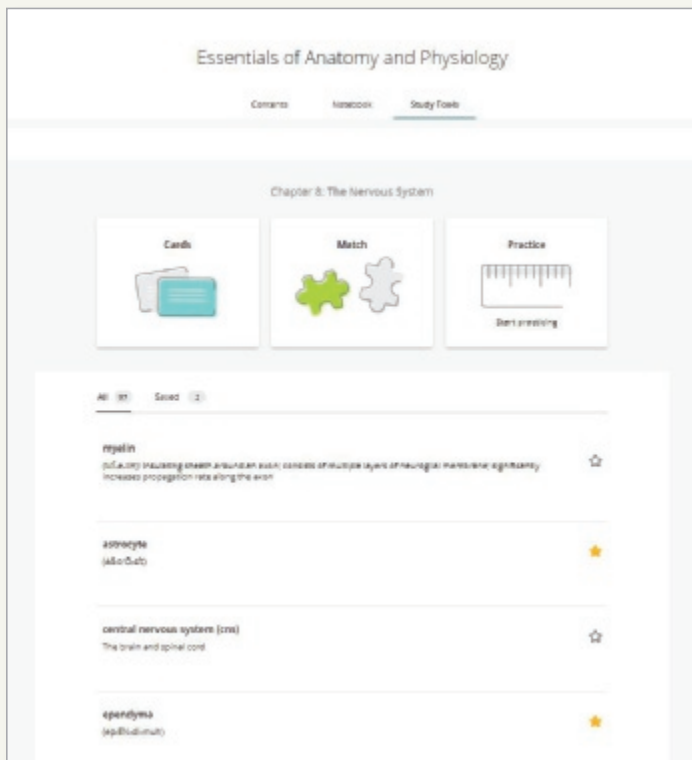 Essentials of Anatomy and Physiology
Contents Notebook Study Tools
Chapter 8: The Nervous System
Cards Match Practice
Start practicing
All 97 Saved 2
myelin
insulating sheath around an axon; consists of multiple layers of neuroglial membrane; significantly
increases propagation rate along the axon
astrocyte
central nervous system (cns)
The brain and spinal cord
ependyma